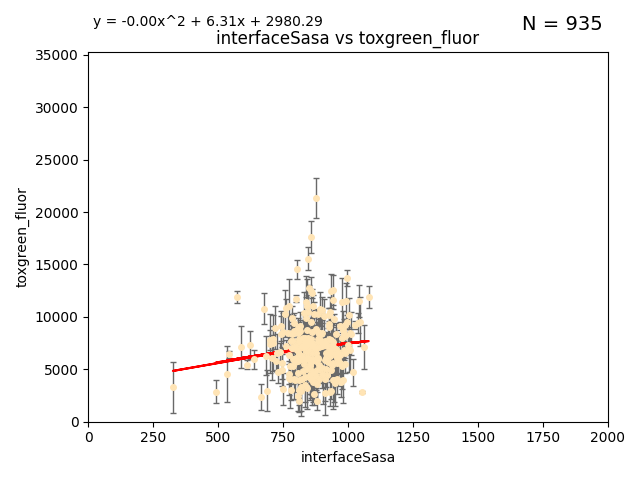 y = -0.00x^2 + 6.31x + 2980.29
N = 935
interfaceSasa vs toxgreen_fluor
35000
30000
25000
20000
15000
10000
5000
0
toxgreen_fluor
0 250 500 750 1000 1250 1500 1750 2000
interfaceSasa